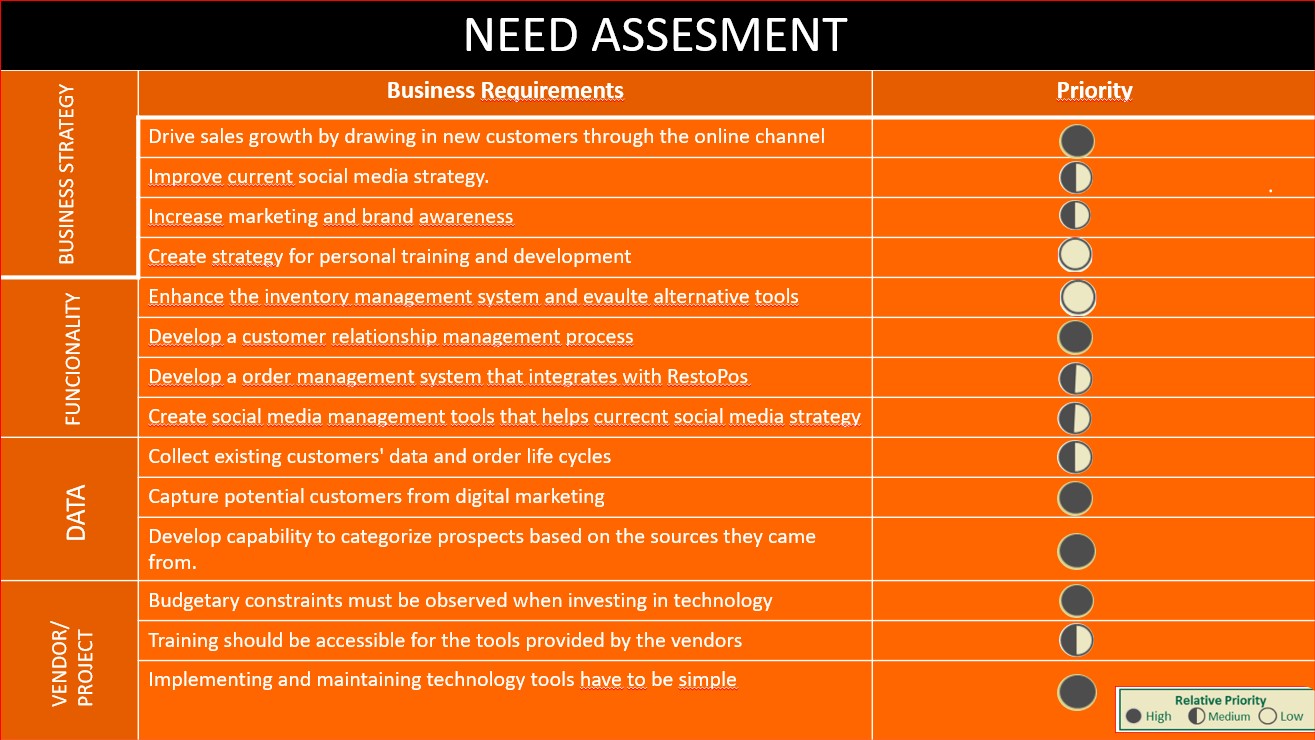 NEED ASSESMENT
Business Requirements
Priority
BUSINESS STRATEGY
Drive sales growth by drawing in new customers through the online channel
Improve current social media strategy.
.
Increase marketing and brand awareness
Create strategy for personal training and development
FUNCIONALITY
Enhance the inventory management system and evaulte alternative tools
Develop a customer relationship management process
Develop a order management system that integrates with RestoPos
Create social media management tools that helps currecnt social media strategy
DATA
Collect existing customers' data and order life cycles
Capture potential customers from digital marketing
Develop capability to categorize prospects based on the sources they came
from.
VENDOR/
PROJECT
Budgetary constraints must be observed when investing in technology
Training should be accessible for the tools provided by the vendors
Implementing and maintaining technology tools have to be simple
Relative Priority
High Medium Low